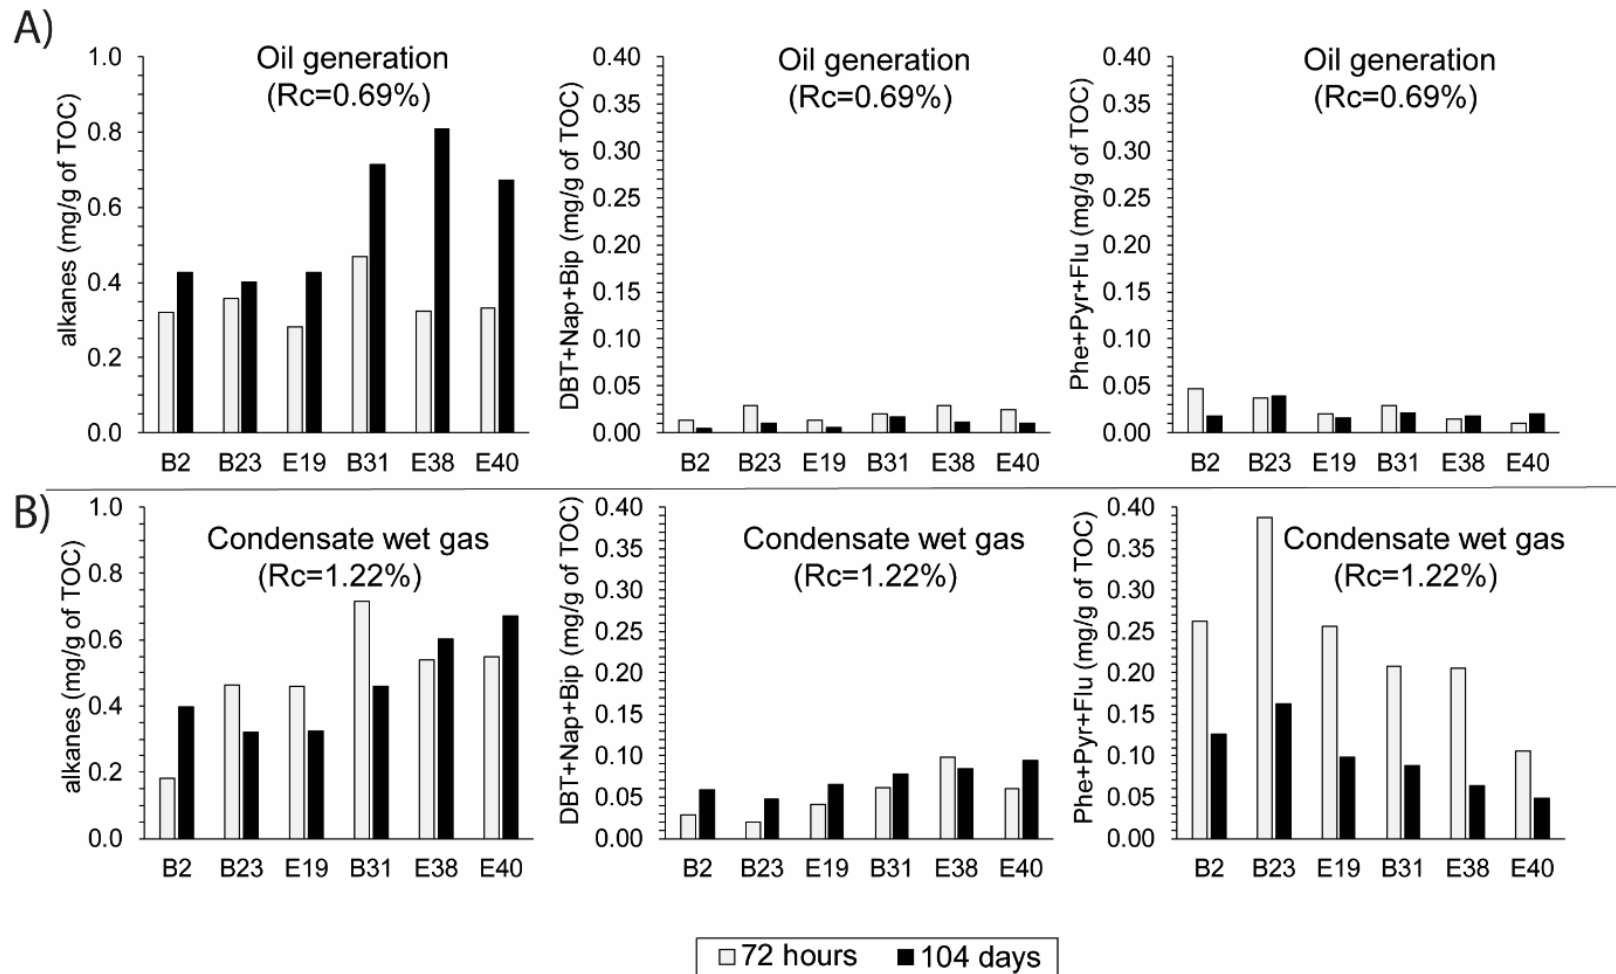 A)
Oil generation
(Rc=0.69%)
alkanes (mg/g of TOC)
1.0
0.8
0.6
0.4
0.2
0.0
B2 B23 E19 B31 E38 E40
Oil generation
(Rc=0.69%)
DBT+Nap+Bip (mg/g of TOC)
0.40
0.35
0.30
0.25
0.20
0.15
0.10
0.05
0.00
B2 B23 E19 B31 E38 E40
Oil generation
(Rc=0.69%)
Phe+Pyr+Flu (mg/g of TOC)
0.40
0.35
0.30
0.25
0.20
0.15
0.10
0.05
0.00
B2 B23 E19 B31 E38 E40
B)
Condensate wet gas
(Rc=1.22%)
alkanes (mg/g of TOC)
1.0
0.8
0.6
0.4
0.2
0.0
B2 B23 E19 B31 E38 E40
Condensate wet gas
(Rc=1.22%)
DBT+Nap+Bip (mg/g of TOC)
0.40
0.35
0.30
0.25
0.20
0.15
0.10
0.05
0.00
B2 B23 E19 B31 E38 E40
Condensate wet gas
(Rc=1.22%)
Phe+Pyr+Flu (mg/g of TOC)
0.40
0.35
0.30
0.25
0.20
0.15
0.10
0.05
0.00
B2 B23 E19 B31 E38 E40
72 hours 104 days